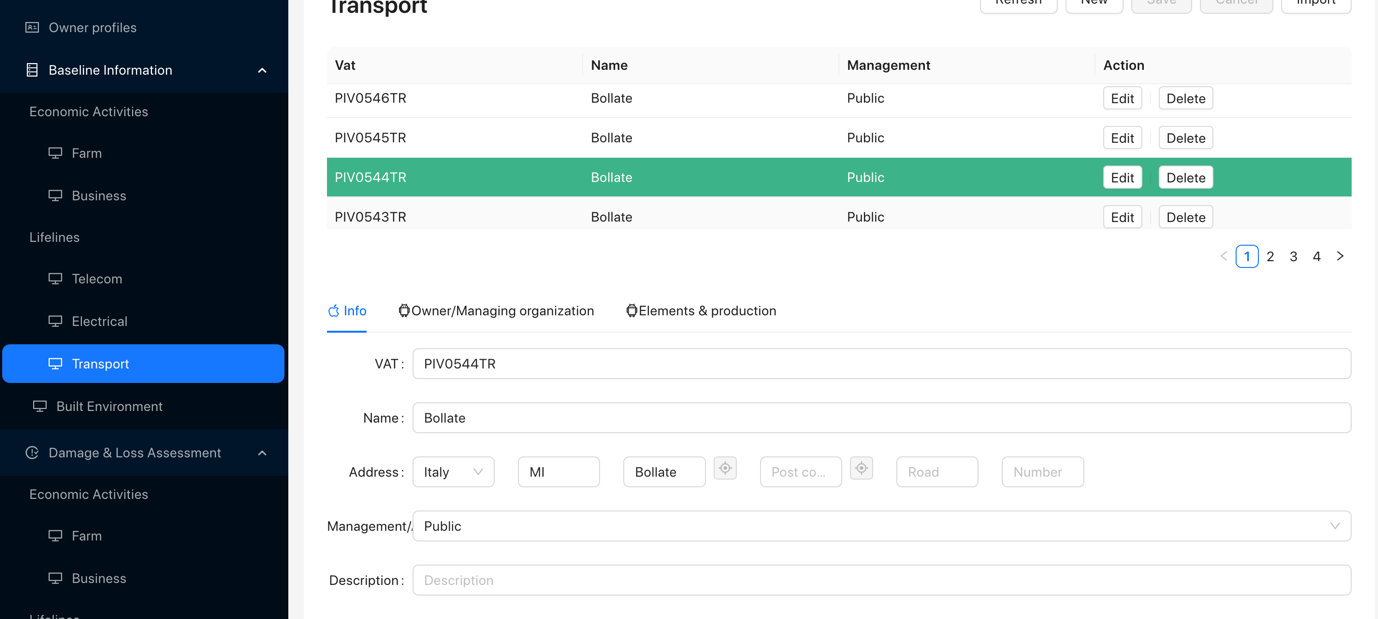 Owner profiles
Baseline Information
Economic Activities
Farm
Business
Lifelines
Telecom
Electrical
Transport
Built Environment
Damage & Loss Assessment
Economic Activities
Farm
Business
Lifelines
Transport
Refresh New Save Cancel Import
Vat Name Management Action
PIV0546TR Bollate Public Edit Delete
PIV0545TR Bollate Public Edit Delete
PIV0544TR Bollate Public Edit Delete
PIV0543TR Bollate Public Edit Delete
< 1 2 3 4 >
Info Owner/Managing organization Elements & production
VAT : PIV0544TR
Name : Bollate
Address : Italy MI Bollate Post co... Road Number
Management/ Public
Description : Description